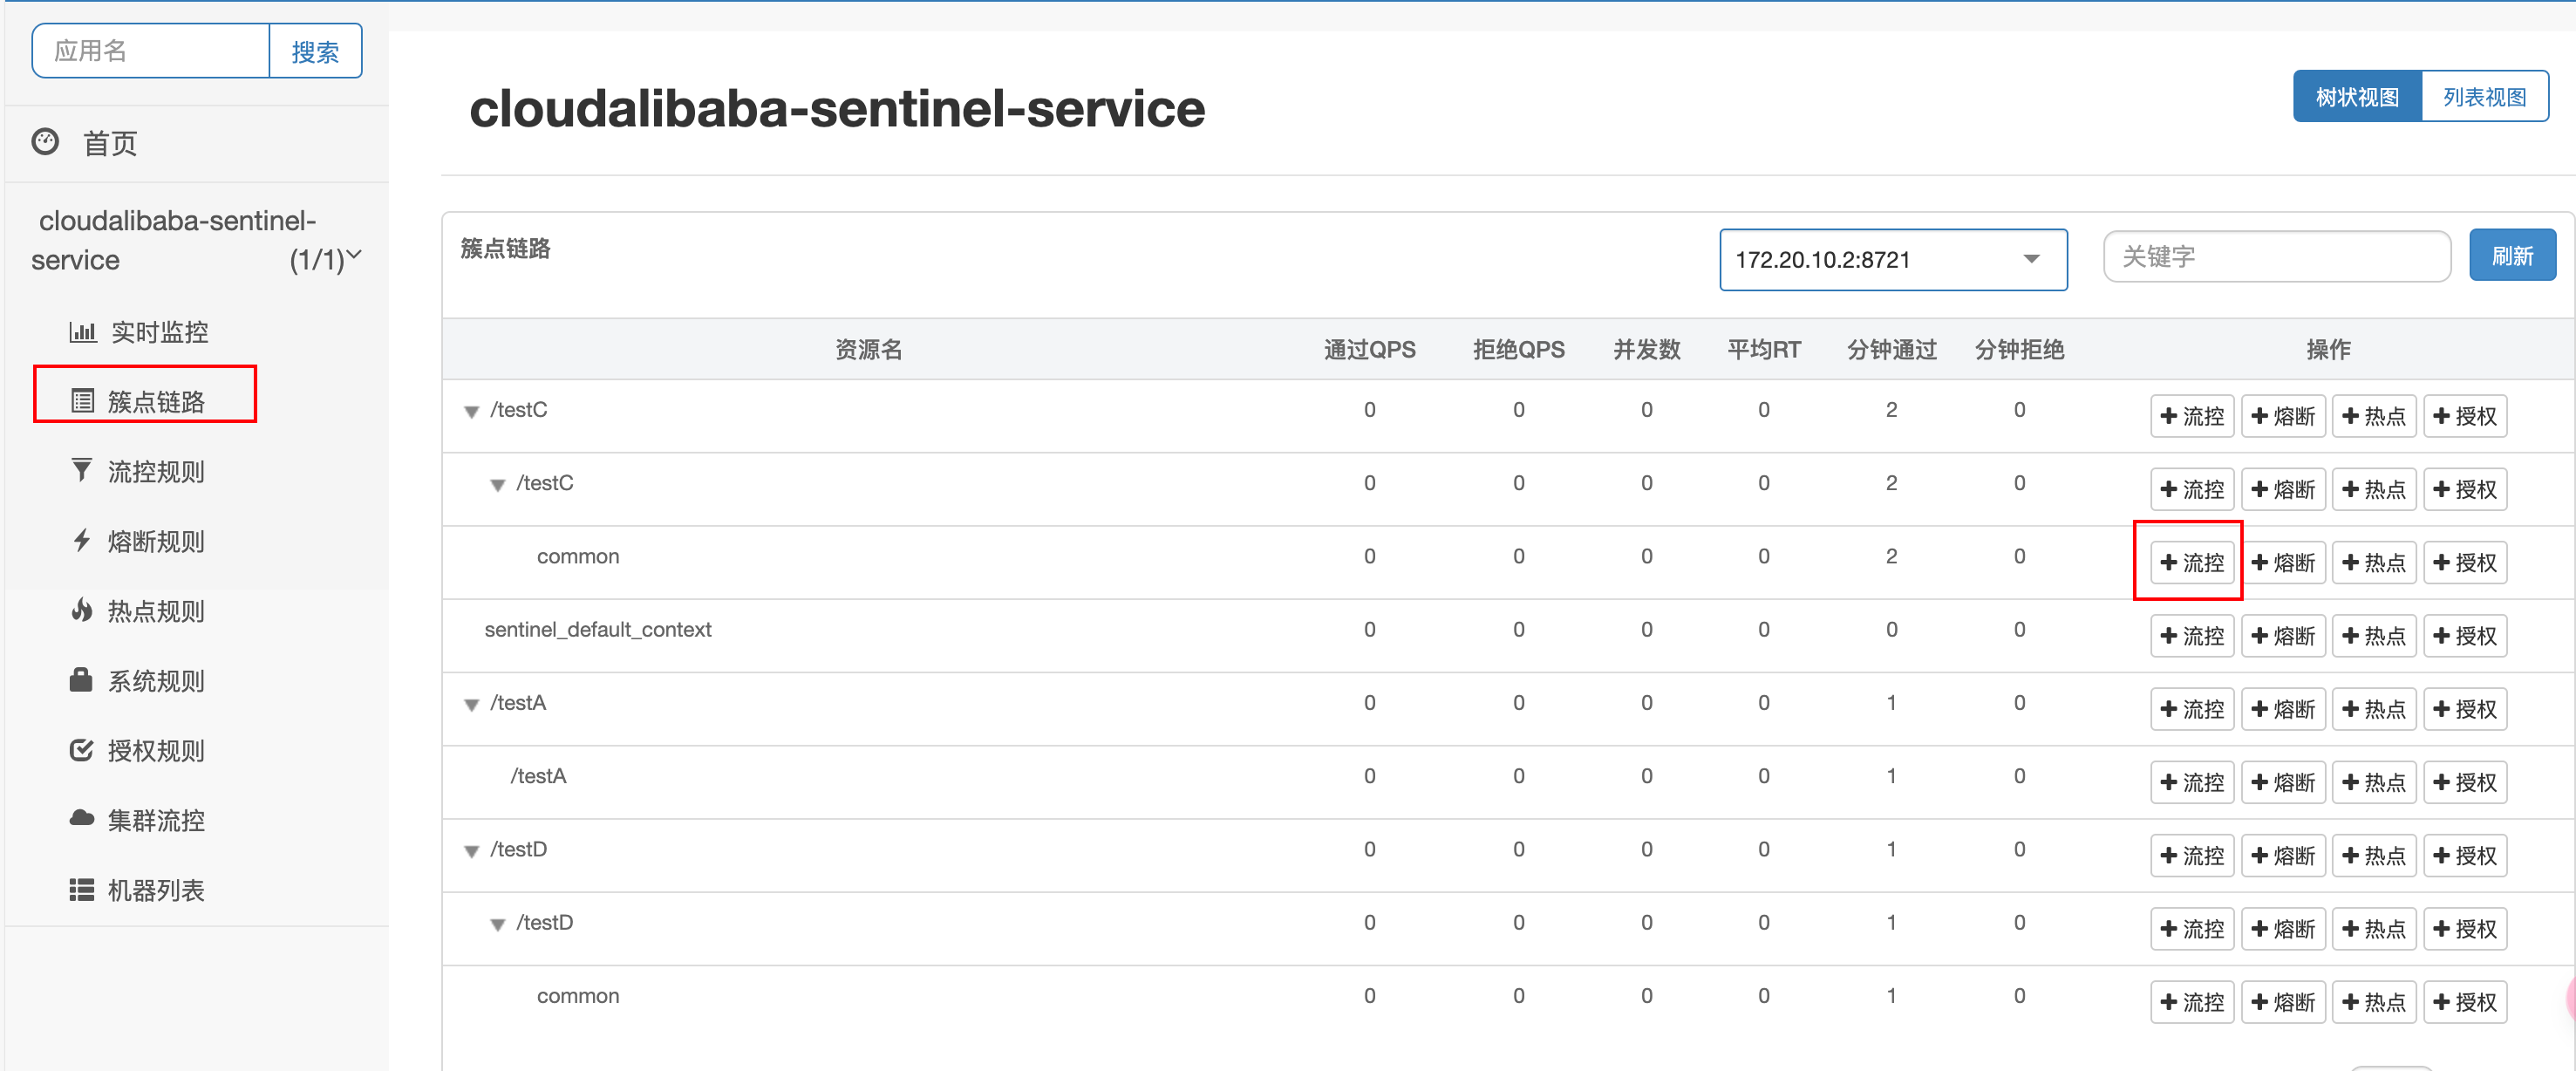 应用名 搜索
首页
cloudalibaba-sentinel-
service (1/1)
实时监控
簇点链路
流控规则
熔断规则
热点规则
系统规则
授权规则
集群流控
机器列表
cloudalibaba-sentinel-service
树状视图 列表视图
簇点链路 172.20.10.2:8721 关键字 刷新
资源名 通过QPS 拒绝QPS 并发数 平均RT 分钟通过 分钟拒绝 操作
/testC 0 0 0 0 2 0 流控 熔断 热点 授权
/testC 0 0 0 0 2 0 流控 熔断 热点 授权
common 0 0 0 0 2 0 流控 熔断 热点 授权
sentinel_default_context 0 0 0 0 0 0 流控 熔断 热点 授权
/testA 0 0 0 0 1 0 流控 熔断 热点 授权
/testA 0 0 0 0 1 0 流控 熔断 热点 授权
/testD 0 0 0 0 1 0 流控 熔断 热点 授权
/testD 0 0 0 0 1 0 流控 熔断 热点 授权
common 0 0 0 0 1 0 流控 熔断 热点 授权